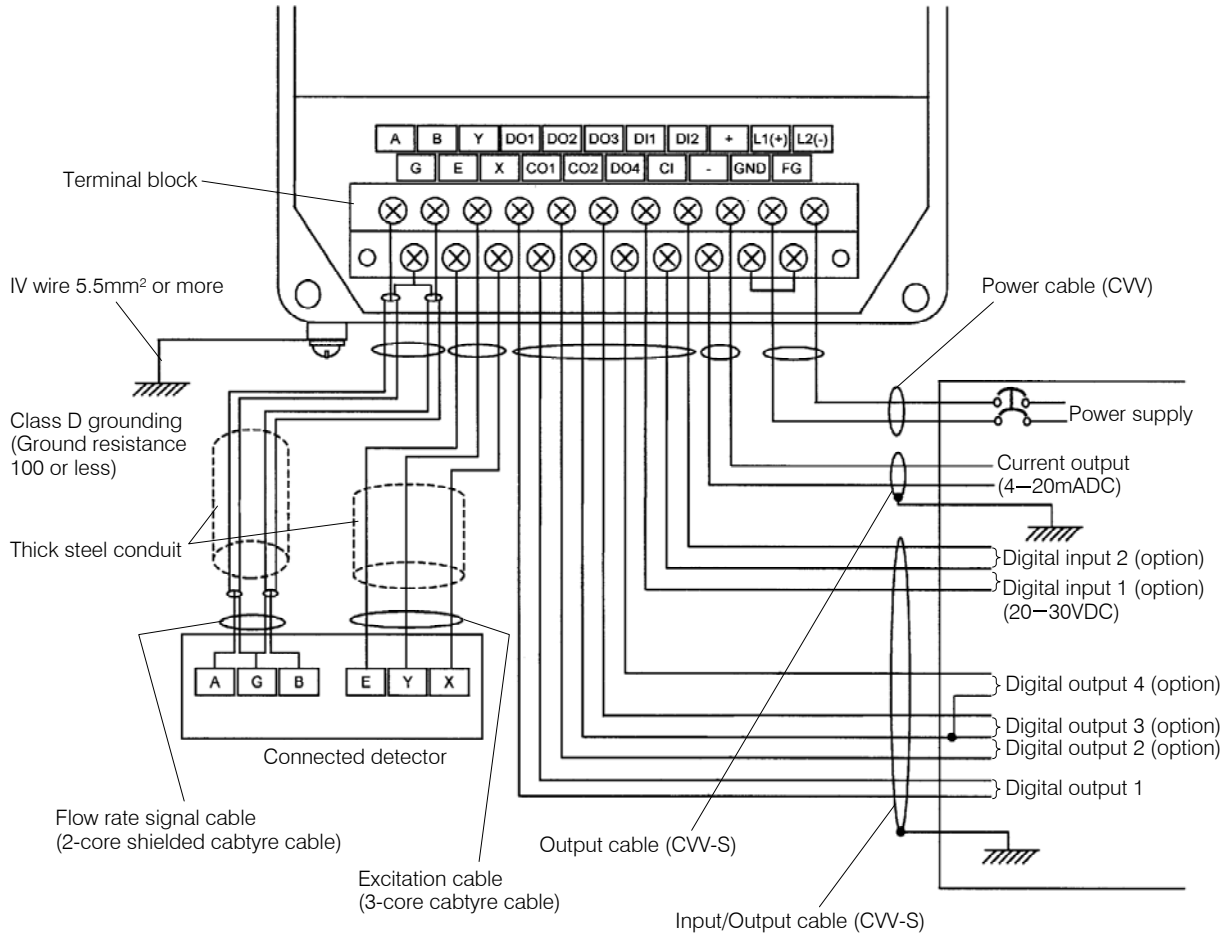 A B Y DO1 DO2 DO3 DI1 DI2 + L1(+) L2(-)
G E X CO1 CO2 DO4 CI - GND FG
Terminal block
IV wire 5.5mm² or more
Power cable (CVV)
Class D grounding
(Ground resistance
100 or less)
Power supply
Current output
(4−20mADC)
Thick steel conduit
Digital input 2 (option)
Digital input 1 (option)
(20−30VDC)
A G B E Y X
Digital output 4 (option)
Digital output 3 (option)
Digital output 2 (option)
Connected detector
Digital output 1
Flow rate signal cable
(2-core shielded cabtyre cable)
Output cable (CVV-S)
Excitation cable
(3-core cabtyre cable)
Input/Output cable (CVV-S)